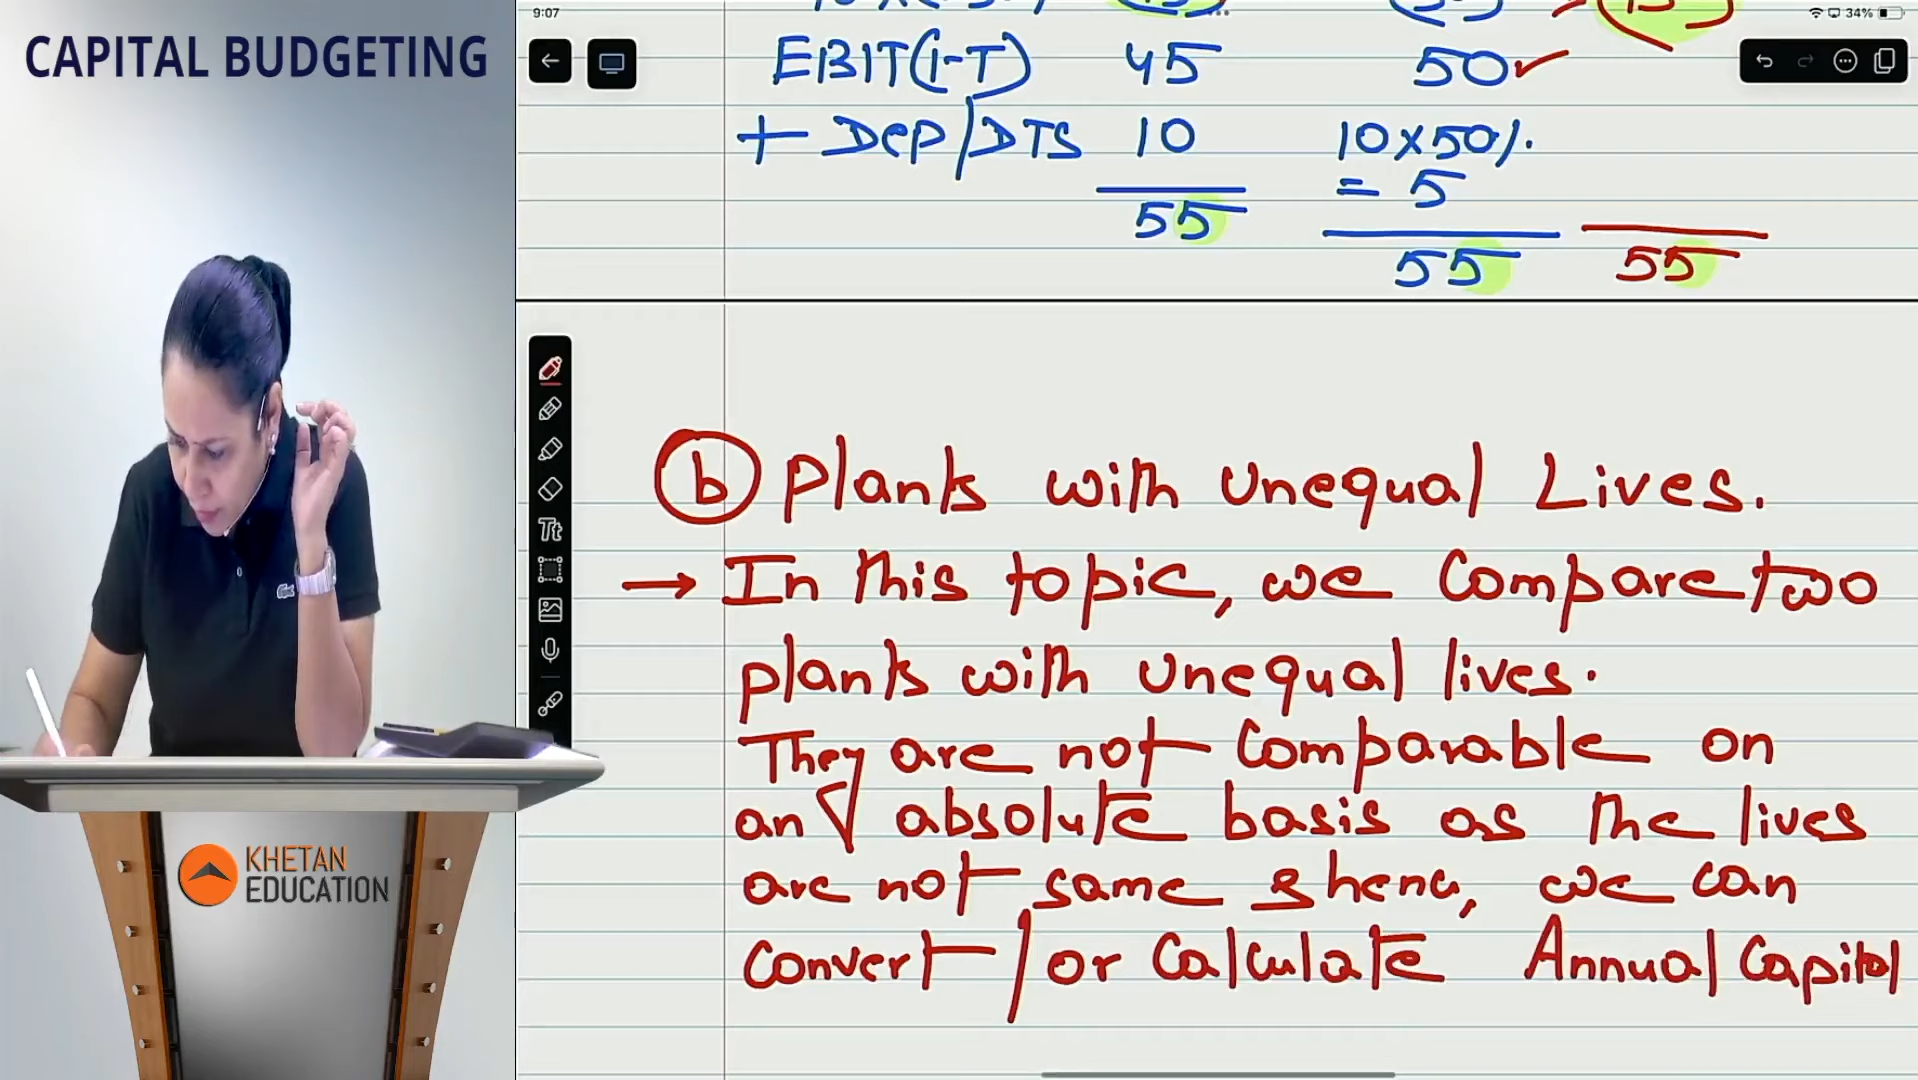 CAPITAL BUDGETING
9:07
34%
EBIT(1-T) 45 50
+ Dep/DTS 10 10x50%.
= 5
55
55 55
b Plants with Unequal Lives.
→ In this topic, we compare two
plants with unequal lives.
They are not comparable on
an absolute basis as the lives
are not same & henc, we can
convert/or calculate Annual Capital
Tt
KHETAN
EDUCATION